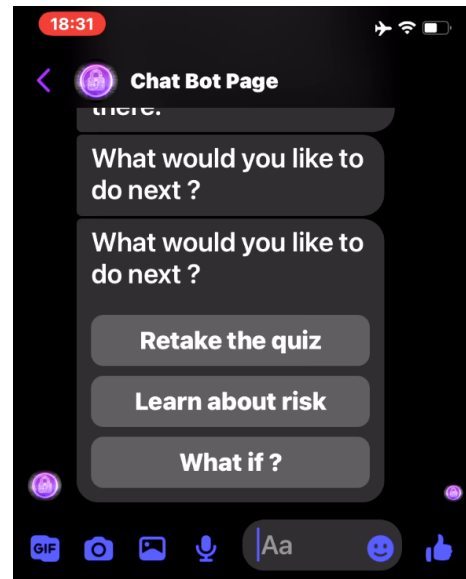 18:31
Chat Bot Page
there.
What would you like to
do next ?
What would you like to
do next ?
Retake the quiz
Learn about risk
What if ?
GIF
Aa